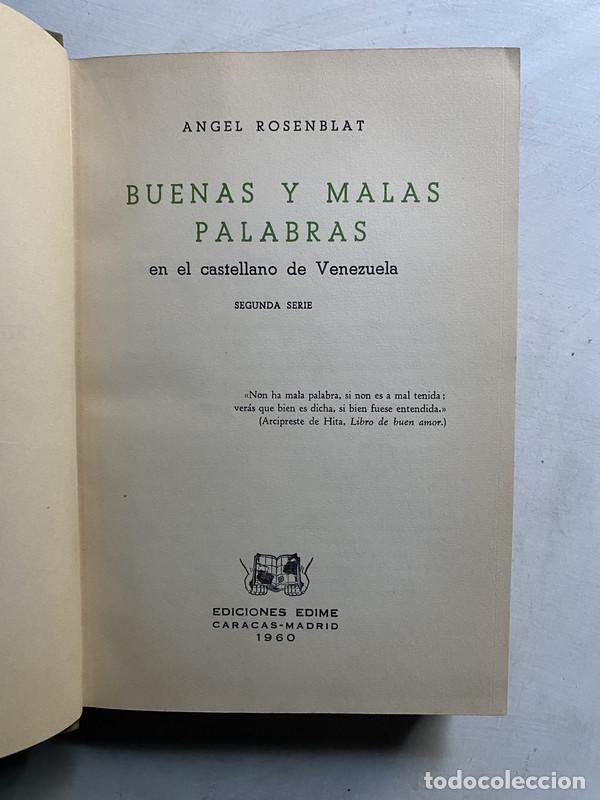 ANGEL ROSENBLAT
BUENAS Y MALAS
PALABRAS
en el castellano de Venezuela
SEGUNDA SERIE
«Non ha mala palabra, si non es a mal tenida;
verás que bien es dicha, si bien fuese entendida.»
(Arcipreste de Hita, Libro de buen amor.)
EDICIONES EDIME
CARACAS-MADRID
1960
todocoleccion